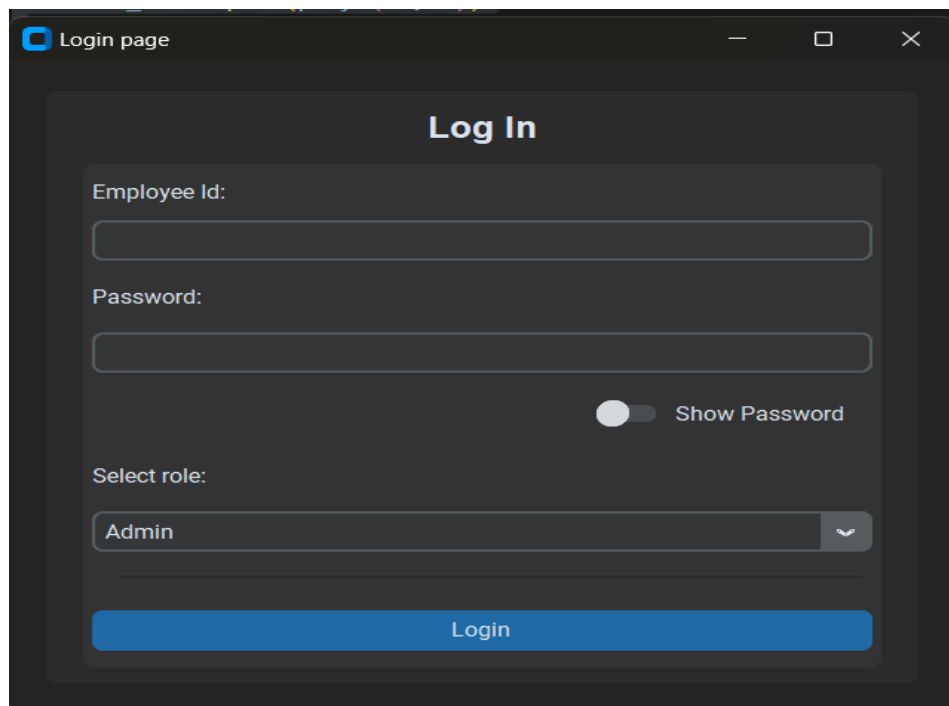 Login page
Log In
Employee Id:
Password:
Show Password
Select role:
Admin
Login